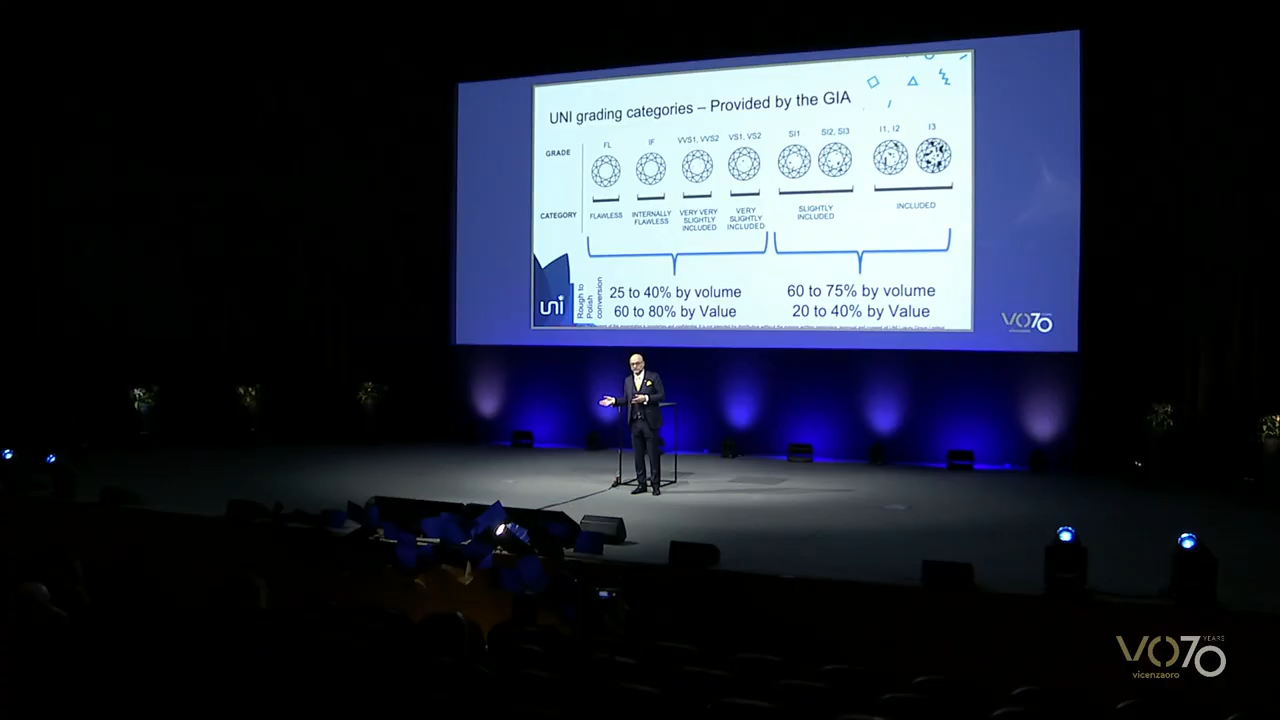 UNI grading categories – Provided by the GIA
GRADE
FL
IF
VVS1, VVS2
VS1, VS2
SI1
SI2, SI3
I1, I2
I3
CATEGORY
FLAWLESS
INTERNALLY
FLAWLESS
VERY VERY
SLIGHTLY
INCLUDED
VERY
SLIGHTLY
INCLUDED
SLIGHTLY
INCLUDED
INCLUDED
uni
Rough to
Polish
conversion
25 to 40% by volume
60 to 80% by Value
60 to 75% by volume
20 to 40% by Value
VO70
VO70 YEARS
vicenzaoro